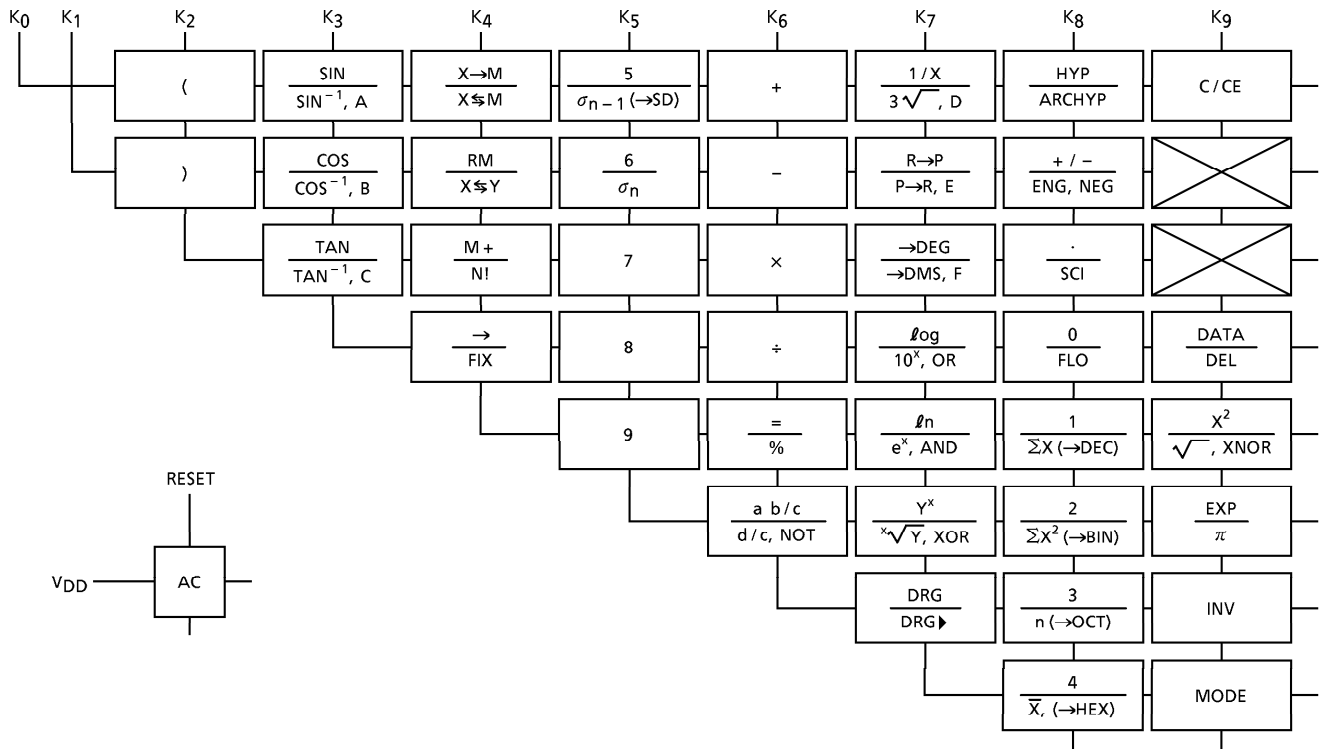 K0 K1 K2 K3 K4 K5 K6 K7 K8 K9
( SIN X→M 5 + 1/X HYP C/CE
SIN⁻¹, A X⇆M σn−1 (→SD) 3√, D ARCHYP
) COS RM 6 − R→P +/−
COS⁻¹, B X⇆Y σn P→R, E ENG, NEG
TAN M+ 7 × →DEG ·
TAN⁻¹, C N! →DMS, F SCI
→ 8 ÷ ℓog 0 DATA
FIX 10ˣ, OR FLO DEL
9 = ℓn 1 X²
% eˣ, AND ΣX (→DEC) √, XNOR
RESET a b/c Yˣ 2 EXP
d/c, NOT ˣ√Y, XOR ΣX² (→BIN) π
VDD AC DRG 3 INV
DRG▶ n (→OCT)
4 MODE
X̄, (→HEX)